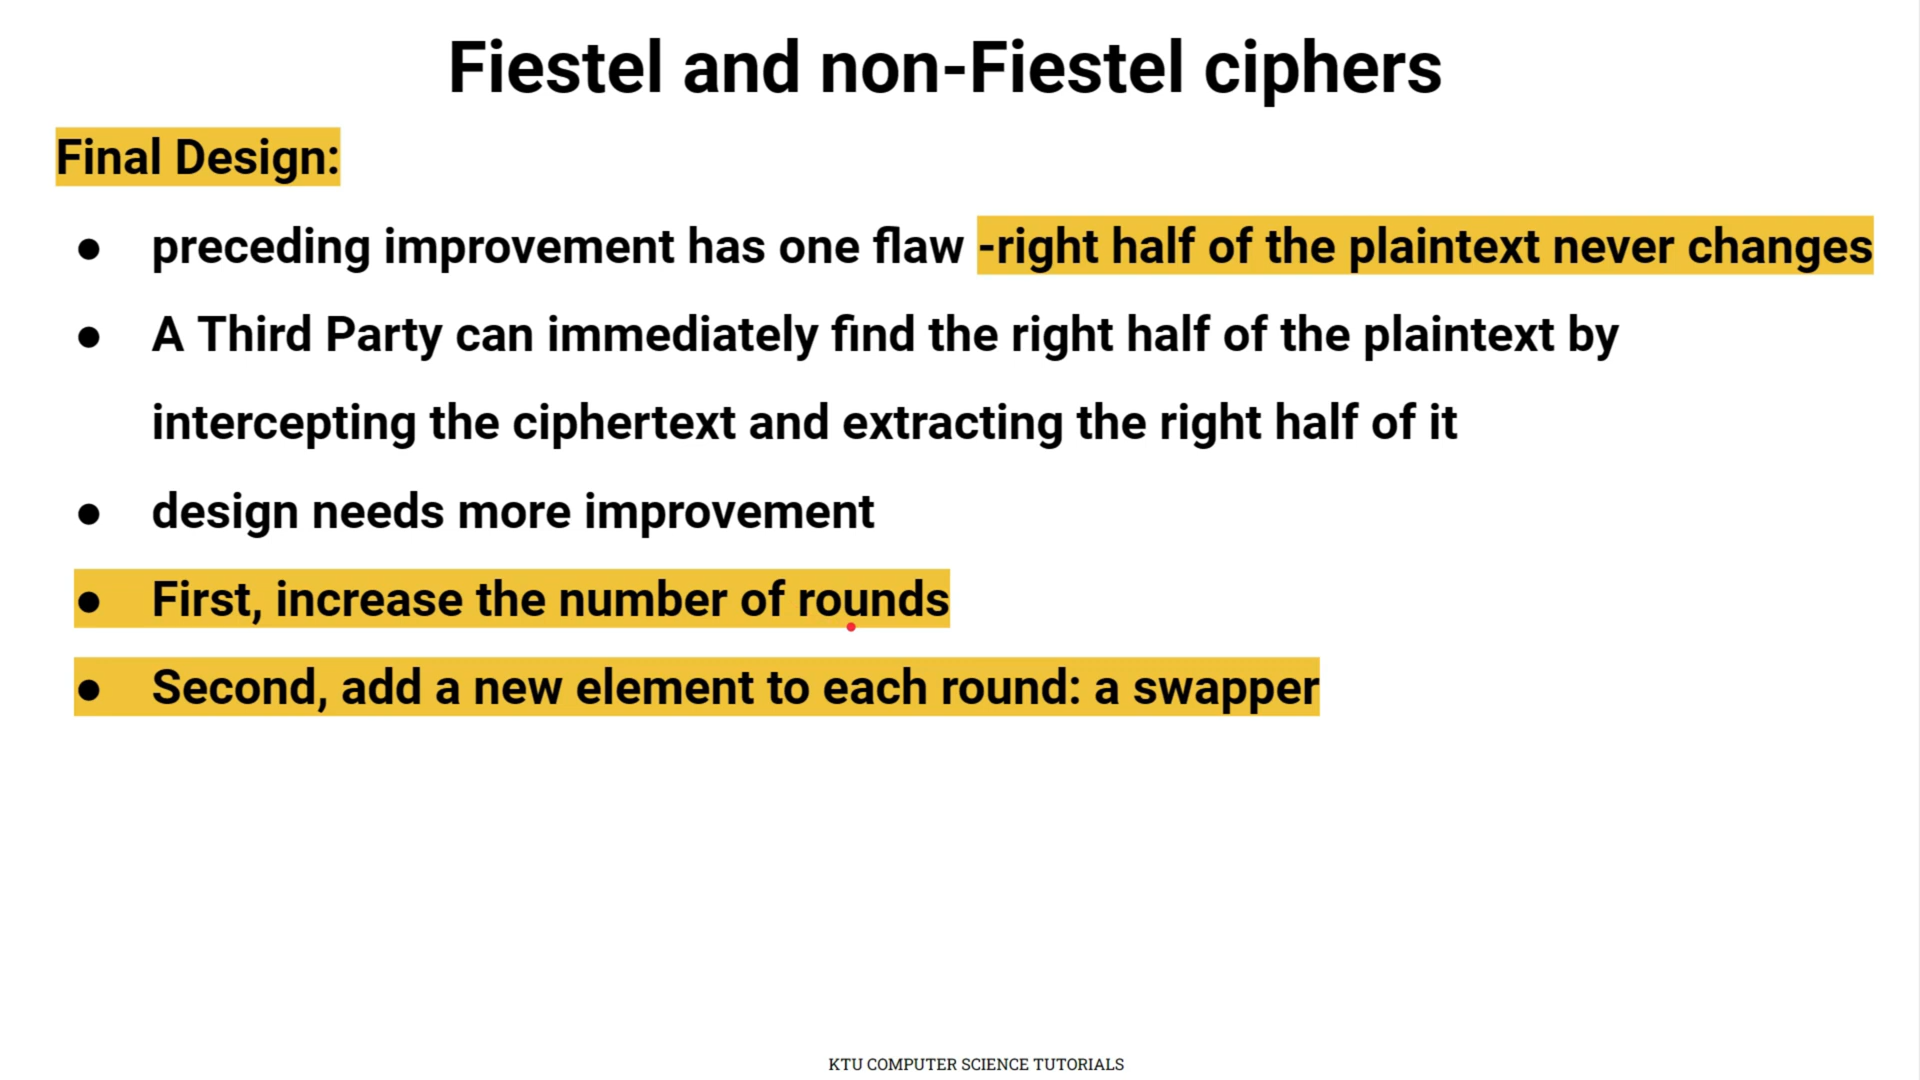 Fiestel and non-Fiestel ciphers
Final Design:
● preceding improvement has one flaw -right half of the plaintext never changes
● A Third Party can immediately find the right half of the plaintext by
intercepting the ciphertext and extracting the right half of it
● design needs more improvement
● First, increase the number of rounds
● Second, add a new element to each round: a swapper
KTU COMPUTER SCIENCE TUTORIALS